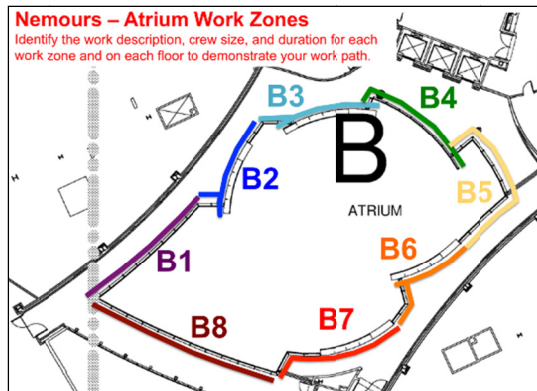 Nemours – Atrium Work Zones
Identify the work description, crew size, and duration for each
work zone and on each floor to demonstrate your work path.
B3
B4
B2
B
B5
ATRIUM
B1
B6
B7
B8